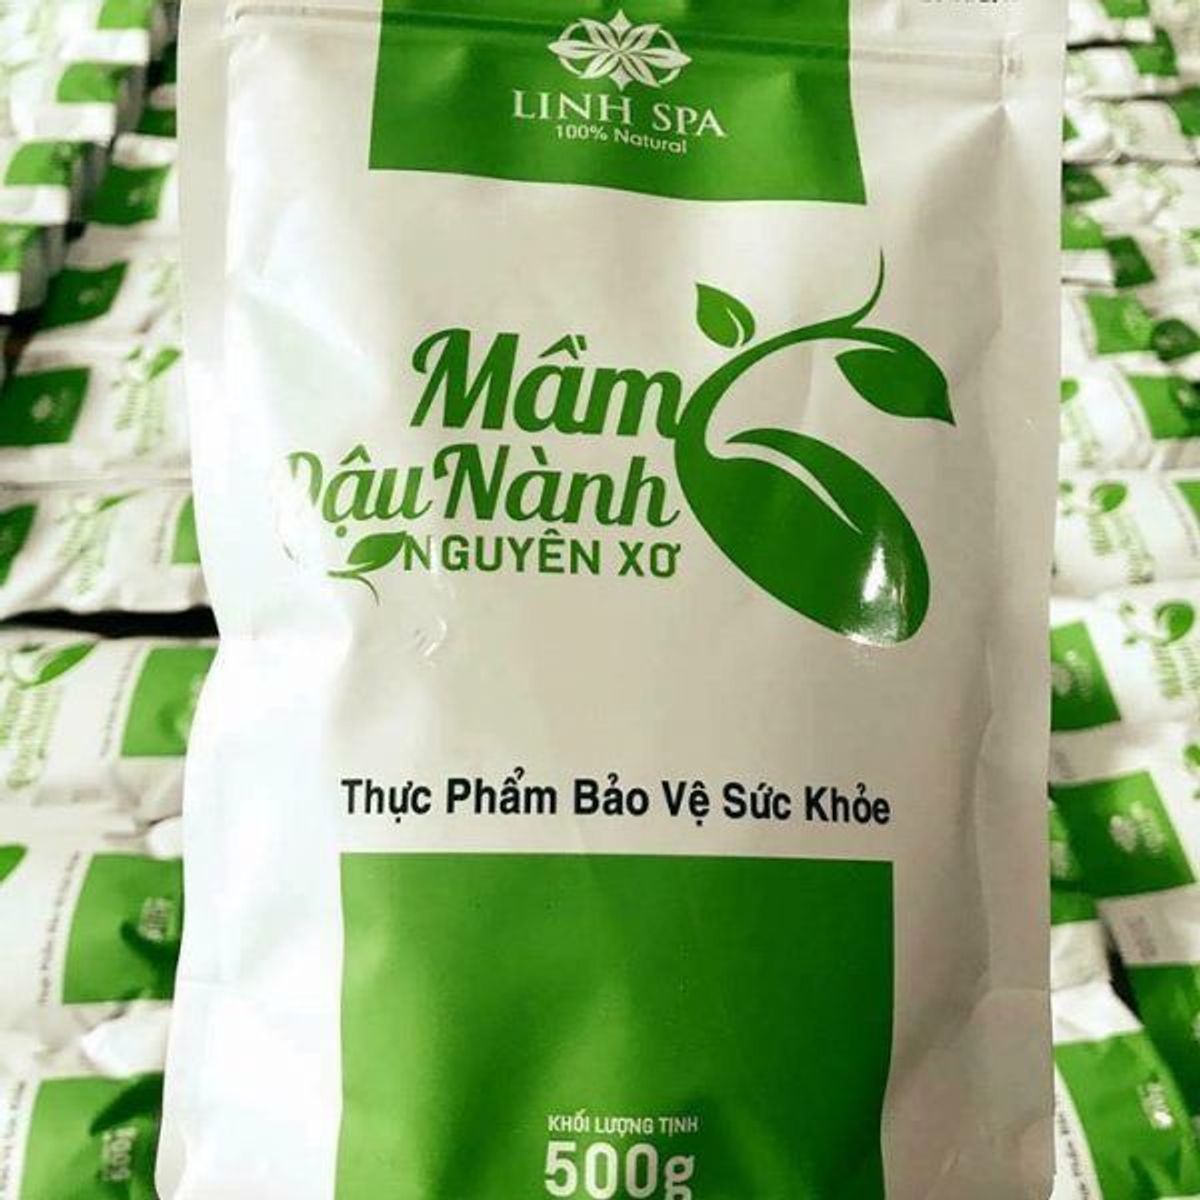 LINH SPA
100% Natural
Mầm
Đậu Nành
NGUYÊN XƠ
Thực Phẩm Bảo Vệ Sức Khỏe
KHỐI LƯỢNG TỊNH
500g